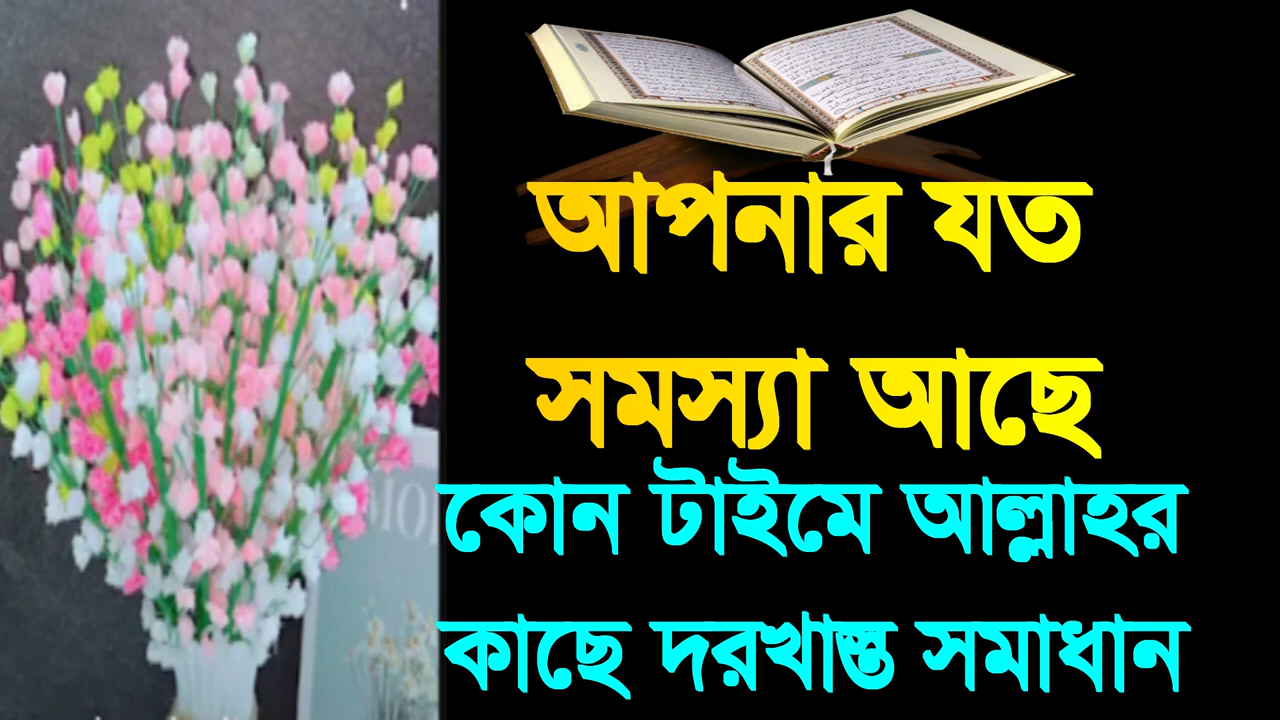 আপনার যত
সমস্যা আছে
কোন টাইমে আল্লাহর
কাছে দরখাস্ত সমাধান